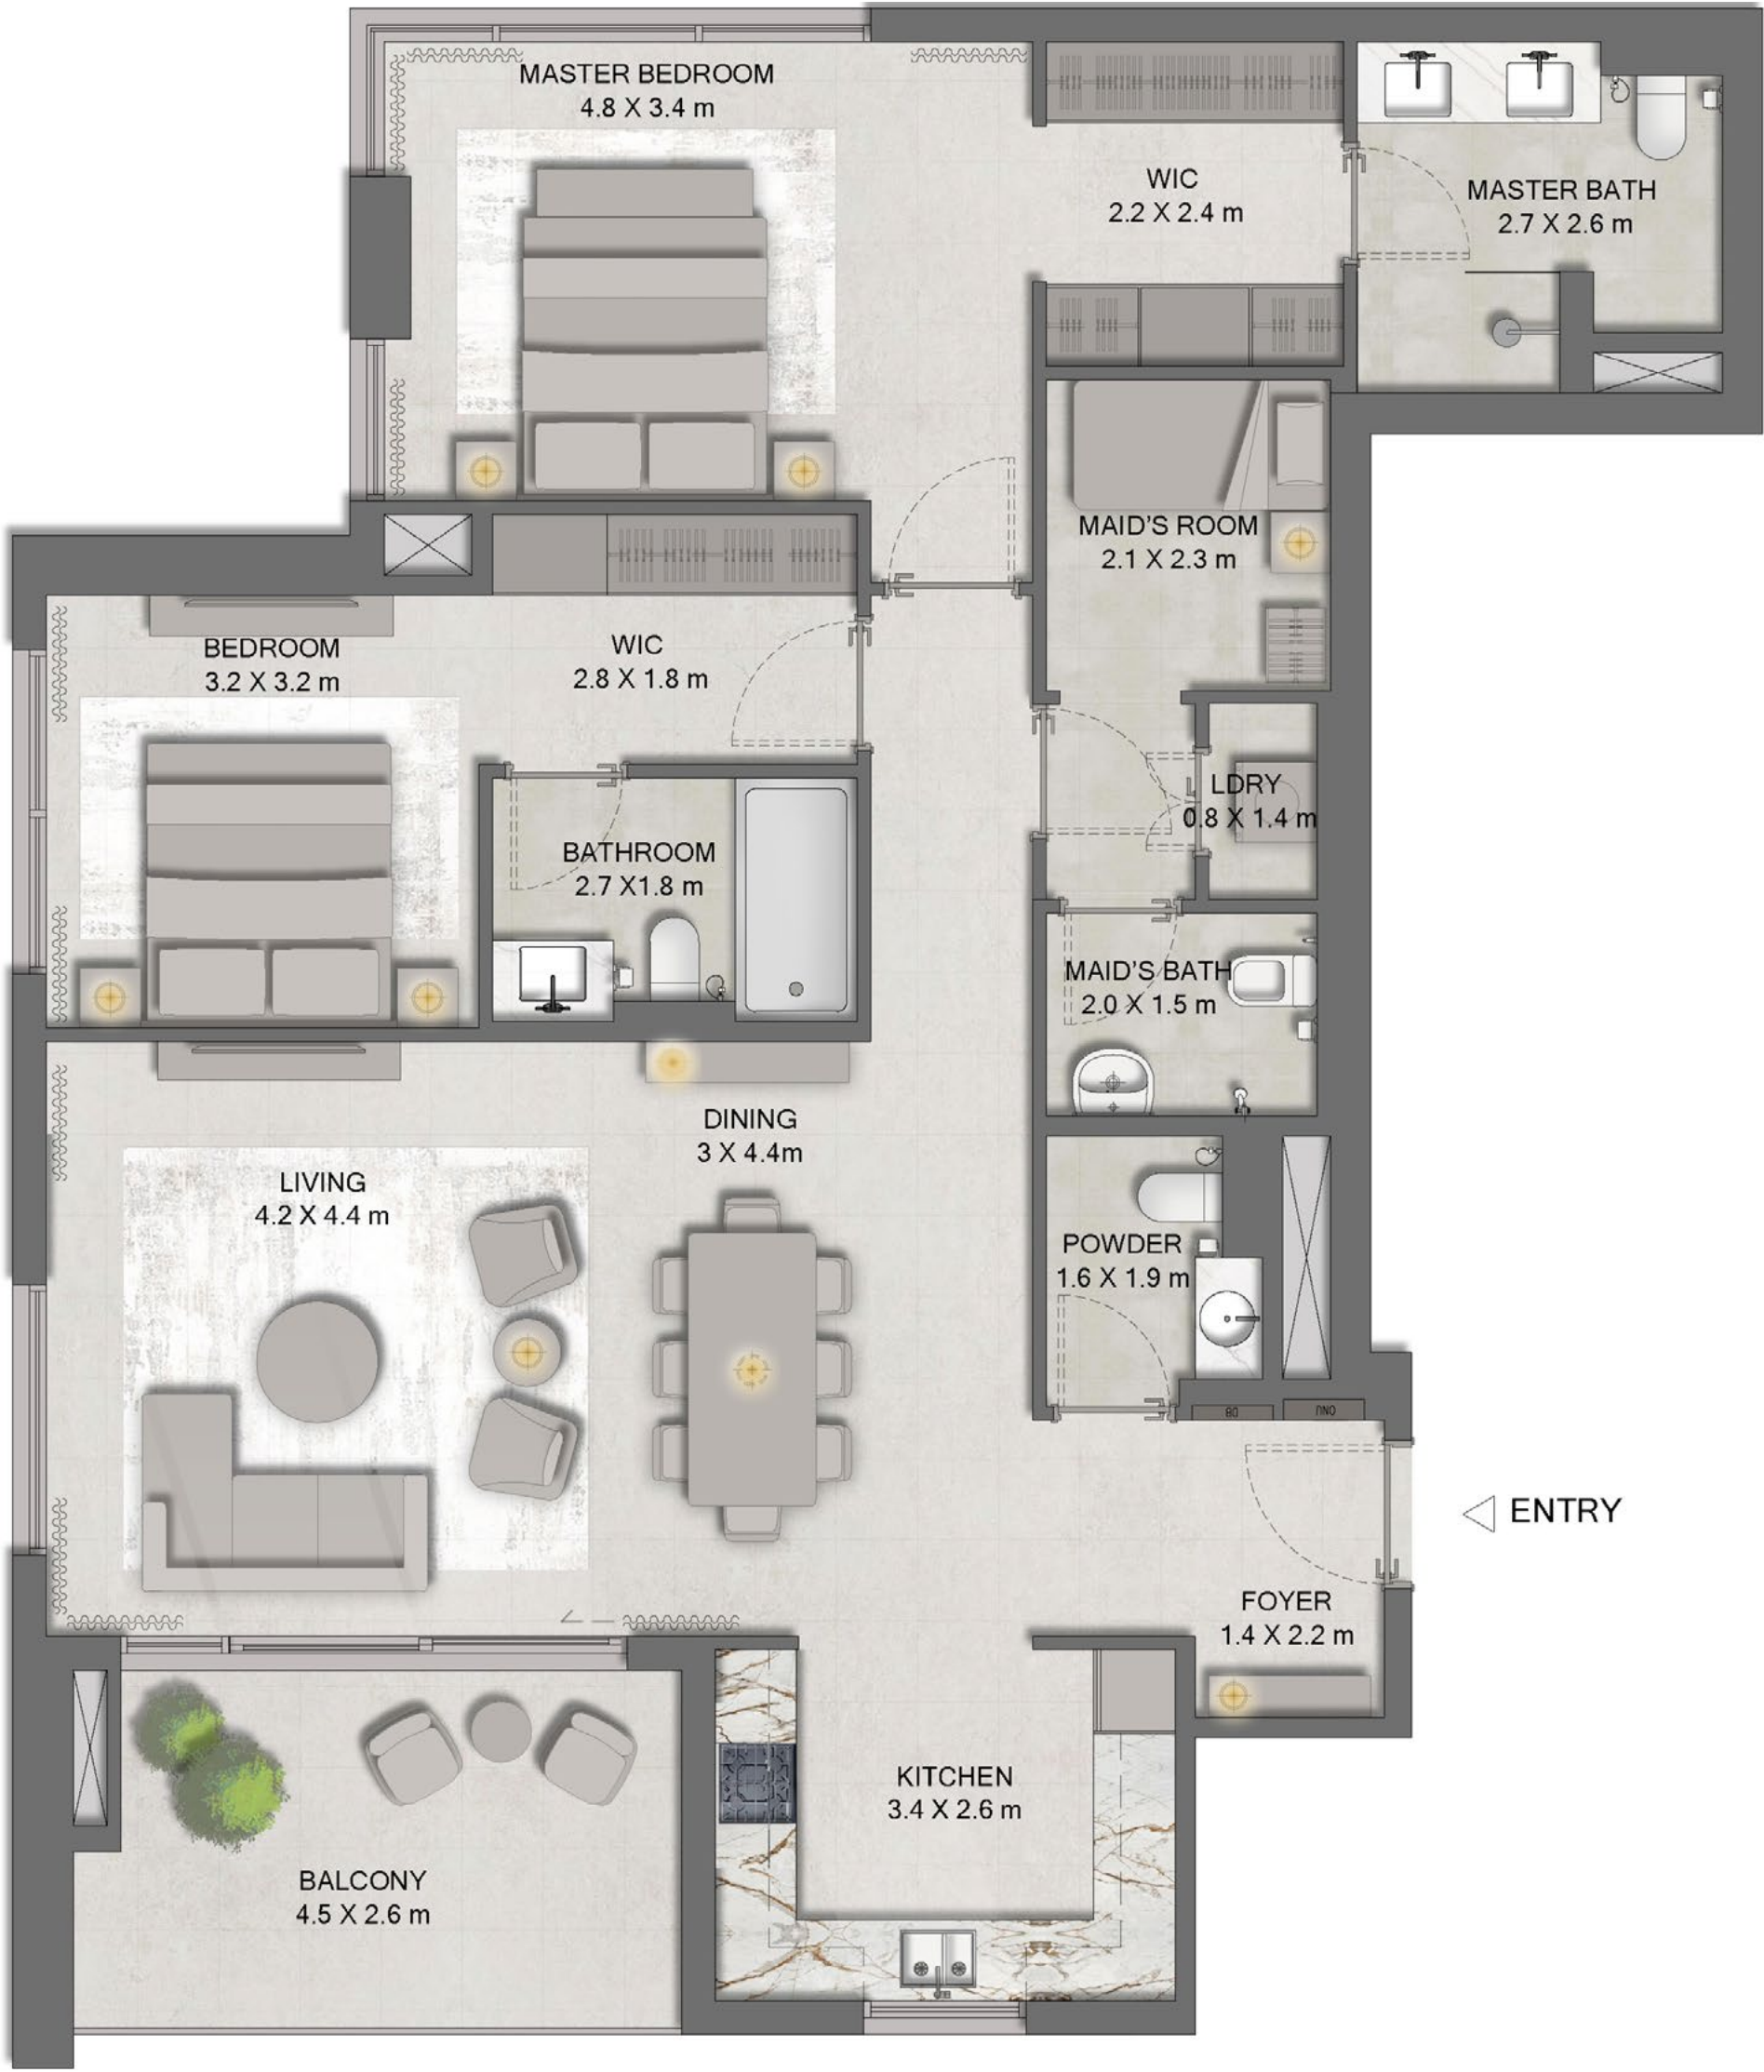 MASTER BEDROOM
4.8 X 3.4 m
WIC
2.2 X 2.4 m
MASTER BATH
2.7 X 2.6 m
MAID'S ROOM
2.1 X 2.3 m
BEDROOM
3.2 X 3.2 m
WIC
2.8 X 1.8 m
LDRY
0.8 X 1.4 m
BATHROOM
2.7 X1.8 m
MAID'S BATH
2.0 X 1.5 m
DINING
3 X 4.4m
LIVING
4.2 X 4.4 m
POWDER
1.6 X 1.9 m
DB
ONU
ENTRY
FOYER
1.4 X 2.2 m
KITCHEN
3.4 X 2.6 m
BALCONY
4.5 X 2.6 m